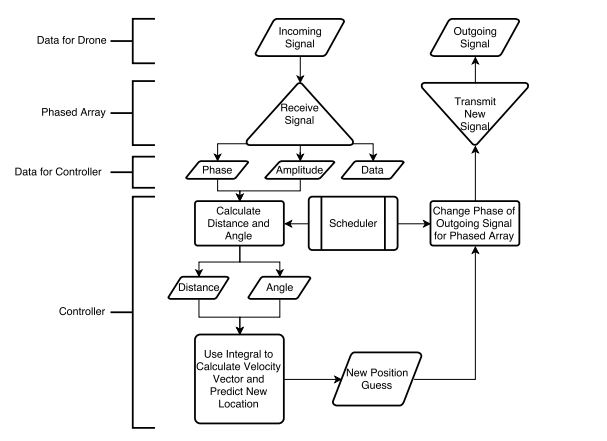 Data for Drone
Incoming
Signal
Outgoing
Signal
Phased Array
Receive
Signal
Transmit
New
Signal
Data for Controller
Phase
Amplitude
Data
Controller
Calculate
Distance and
Angle
Scheduler
Change Phase of
Outgoing Signal
for Phased Array
Distance
Angle
Use Integral to
Calculate Velocity
Vector and
Predict New
Location
New Position
Guess